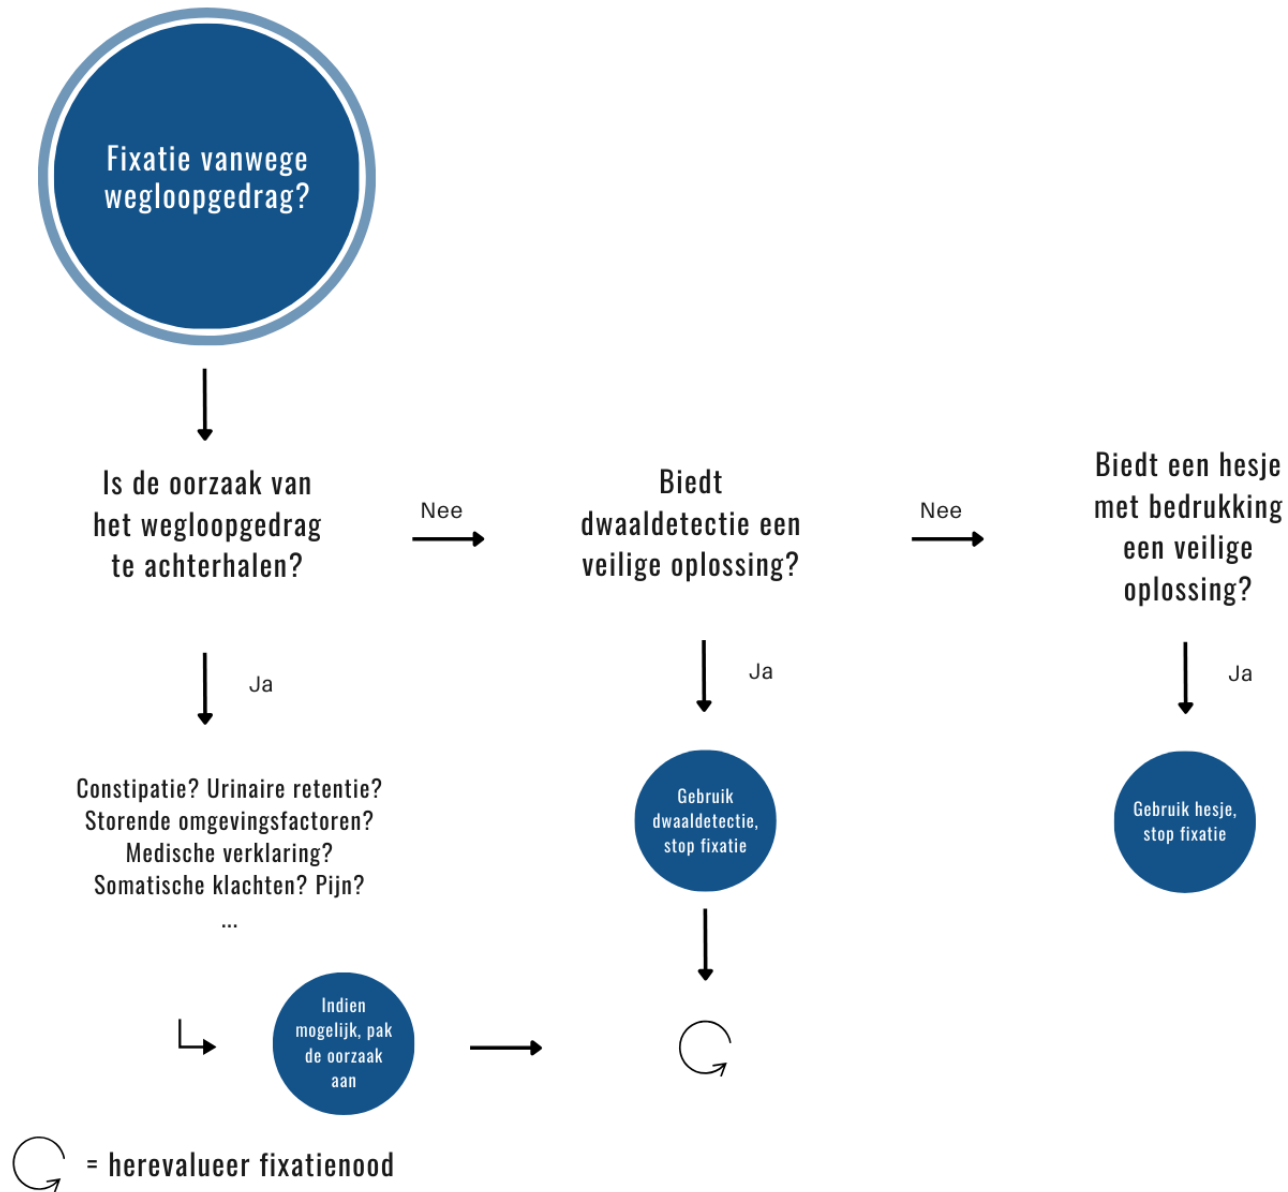 Fixatie vanwege
wegloopgedrag?
Is de oorzaak van
het wegloopgedrag
te achterhalen?
Nee
Biedt
dwaaldetectie een
veilige oplossing?
Nee
Biedt een hesje
met bedrukking
een veilige
oplossing?
Ja
Ja
Ja
Constipatie? Urinaire retentie?
Storende omgevingsfactoren?
Medische verklaring?
Somatische klachten? Pijn?
...
Gebruik
dwaaldetectie,
stop fixatie
Gebruik hesje,
stop fixatie
Indien
mogelijk, pak
de oorzaak
aan
= herevalueer fixatienood